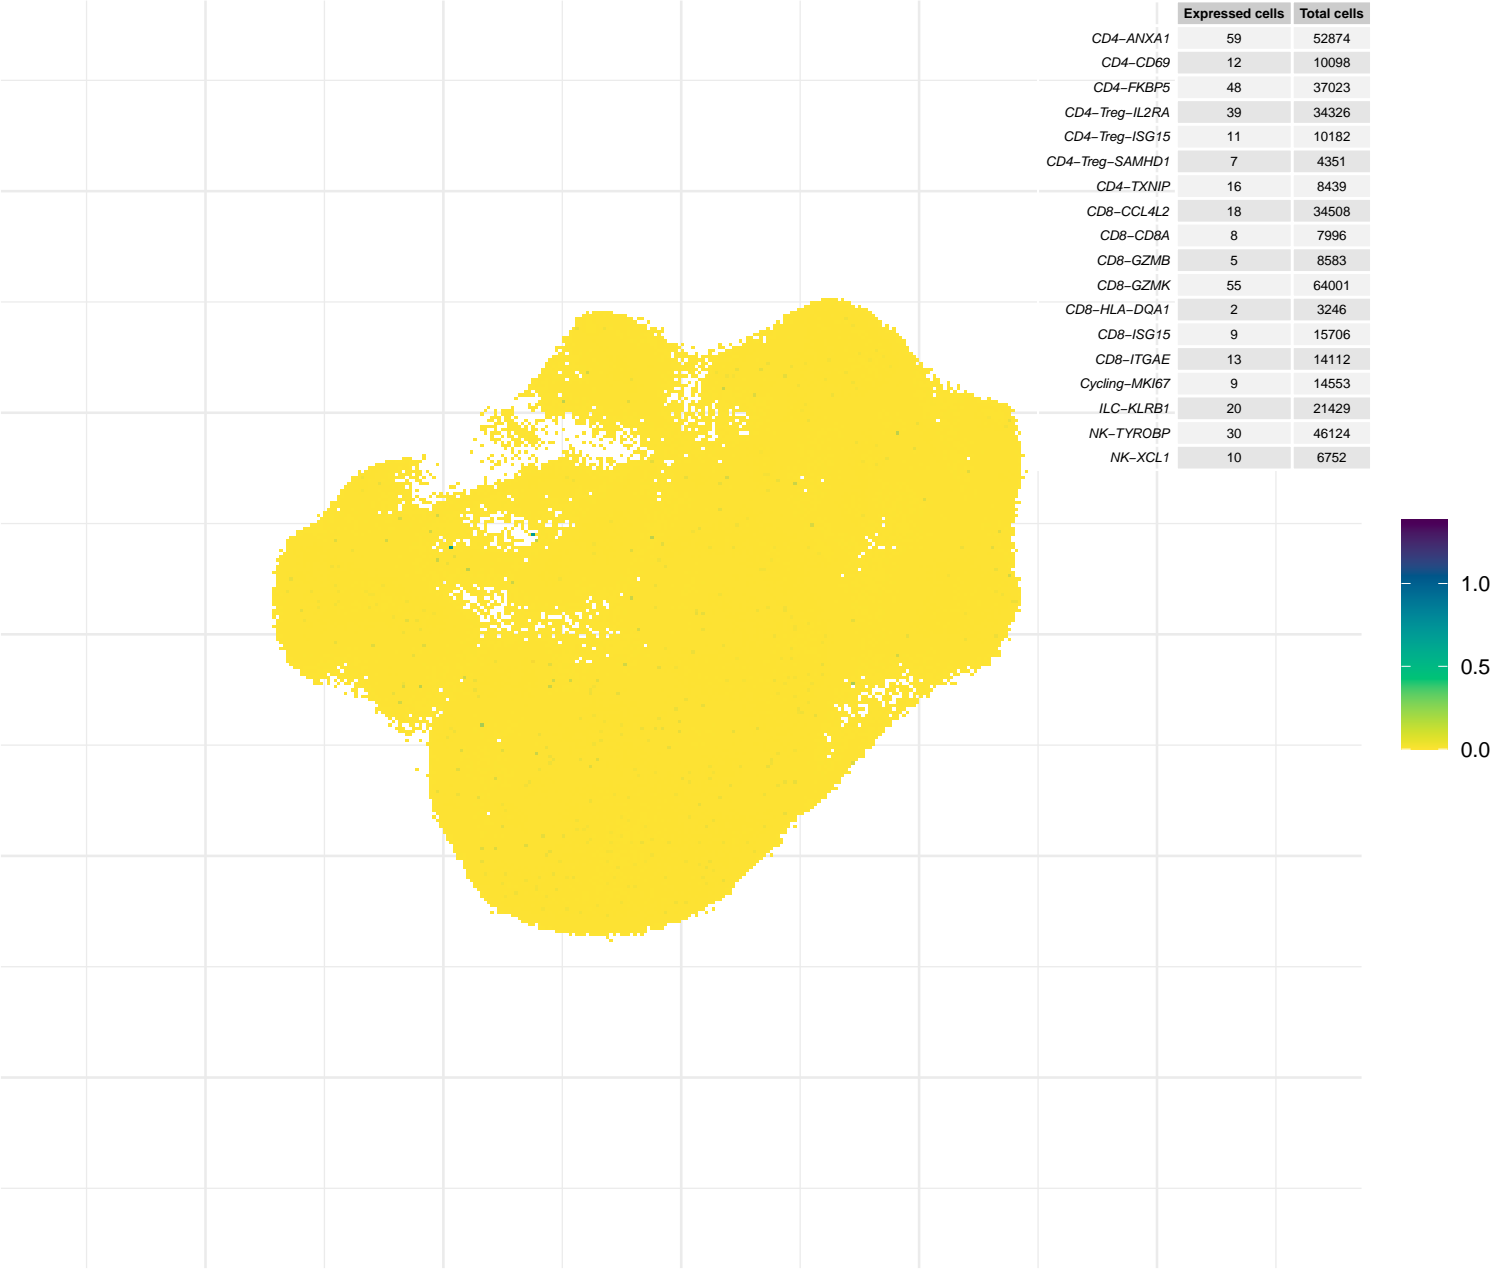 Expressed cells Total cells
CD4−ANXA1 59 52874
CD4−CD69 12 10098
CD4−FKBP5 48 37023
CD4−Treg−IL2RA 39 34326
CD4−Treg−ISG15 11 10182
CD4−Treg−SAMHD1 7 4351
CD4−TXNIP 16 8439
CD8−CCL4L2 18 34508
CD8−CD8A 8 7996
CD8−GZMB 5 8583
CD8−GZMK 55 64001
CD8−HLA−DQA1 2 3246
CD8−ISG15 9 15706
CD8−ITGAE 13 14112
Cycling−MKI67 9 14553
ILC−KLRB1 20 21429
NK−TYROBP 30 46124
NK−XCL1 10 6752
1.0
0.5
0.0